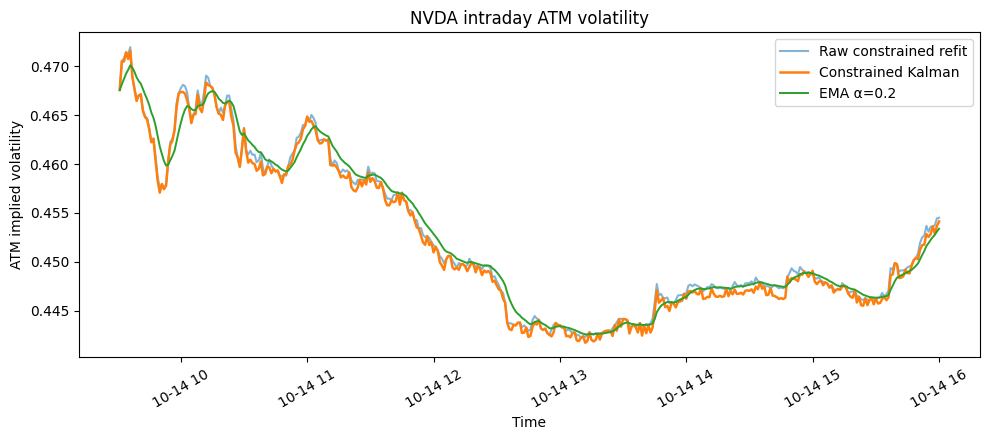 NVDA intraday ATM volatility
Raw constrained refit
Constrained Kalman
EMA α=0.2
ATM implied volatility
0.470
0.465
0.460
0.455
0.450
0.445
10-14 10
10-14 11
10-14 12
10-14 13
10-14 14
10-14 15
10-14 16
Time